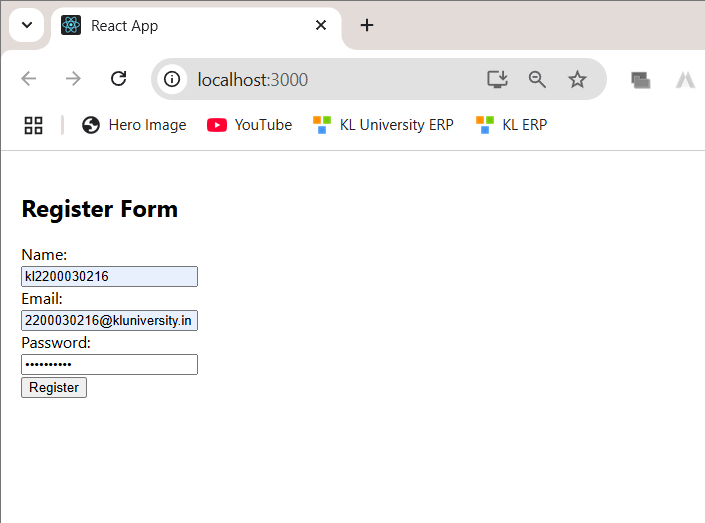 React App
localhost:3000
Hero Image YouTube KL University ERP KL ERP
Register Form
Name:
kl2200030216
Email:
2200030216@kluniversity.in
Password:
••••••••••
Register